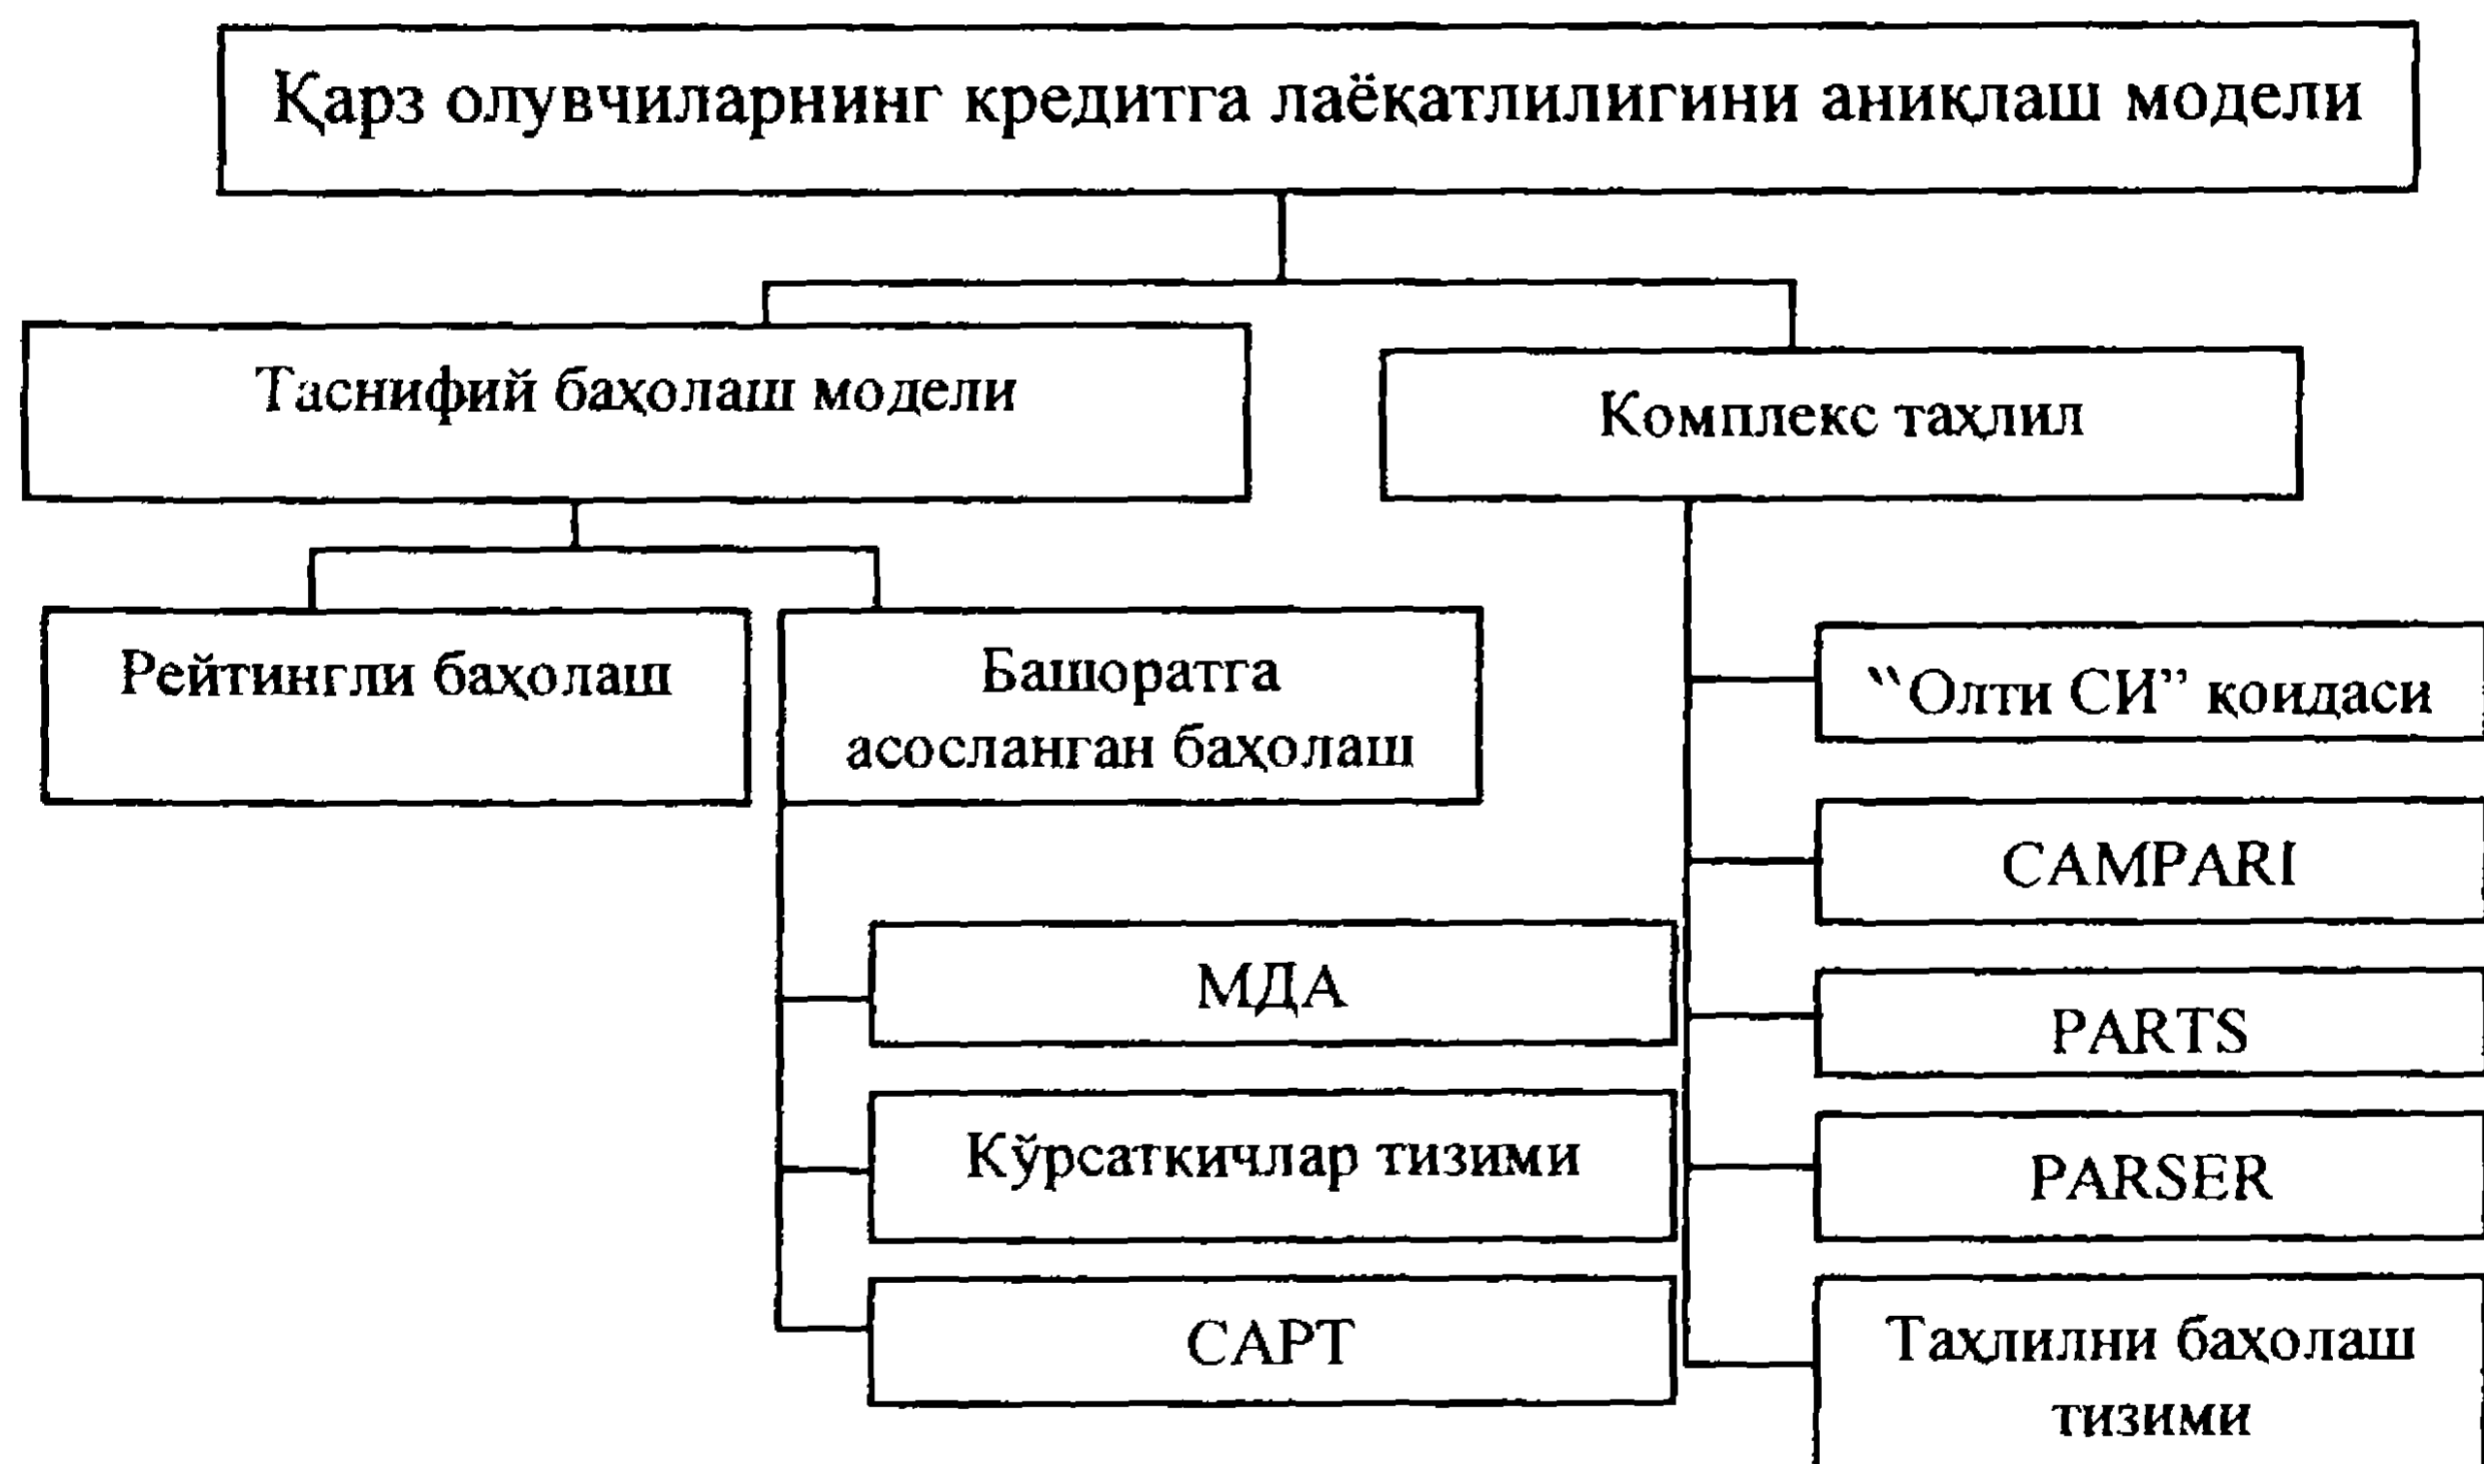 Қарз олувчиларнинг кредитга лаёқатлилигини аниқлаш модели
Таснифий баҳолаш модели
Комплекс таҳлил
Рейтингли баҳолаш
Башоратга
асосланган баҳолаш
МДА
Кўрсаткичлар тизими
САРТ
“Олти СИ” қоидаси
CAMPARI
PARTS
PARSER
Таҳлилни баҳолаш
тизими